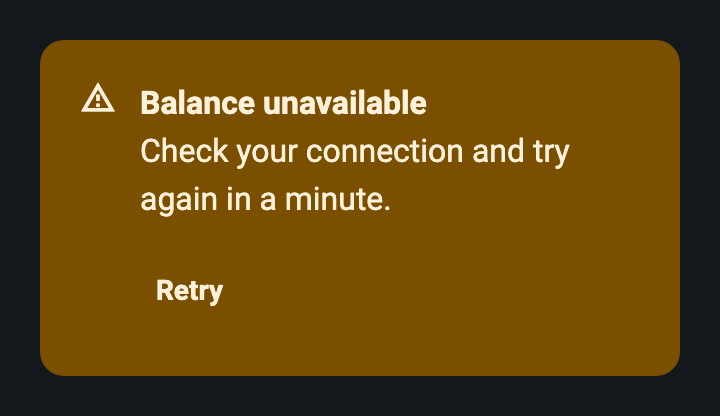 Balance unavailable
Check your connection and try
again in a minute.
Retry